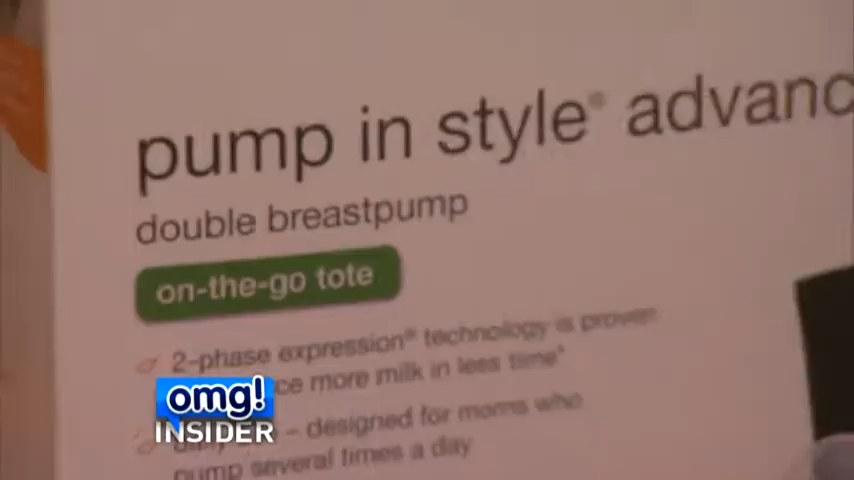 pump in style® advanc
double breastpump
on-the-go tote
2-phase expression® technology is proven
ce more milk in less time*
– designed for moms who
pump several times a day
omg!
INSIDER